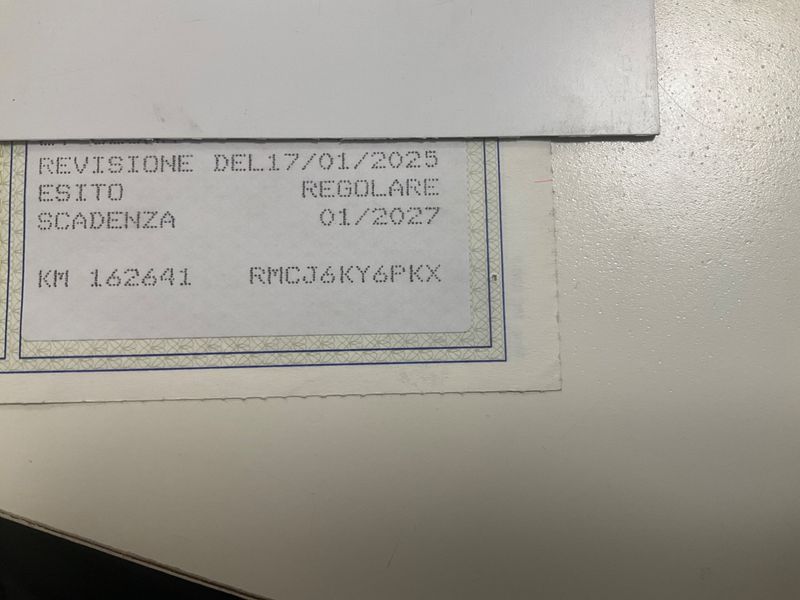 REVISIONE DEL17/01/2025
ESITO REGOLARE
SCADENZA 01/2027
KM 162641 RMCJ6KY6PKX